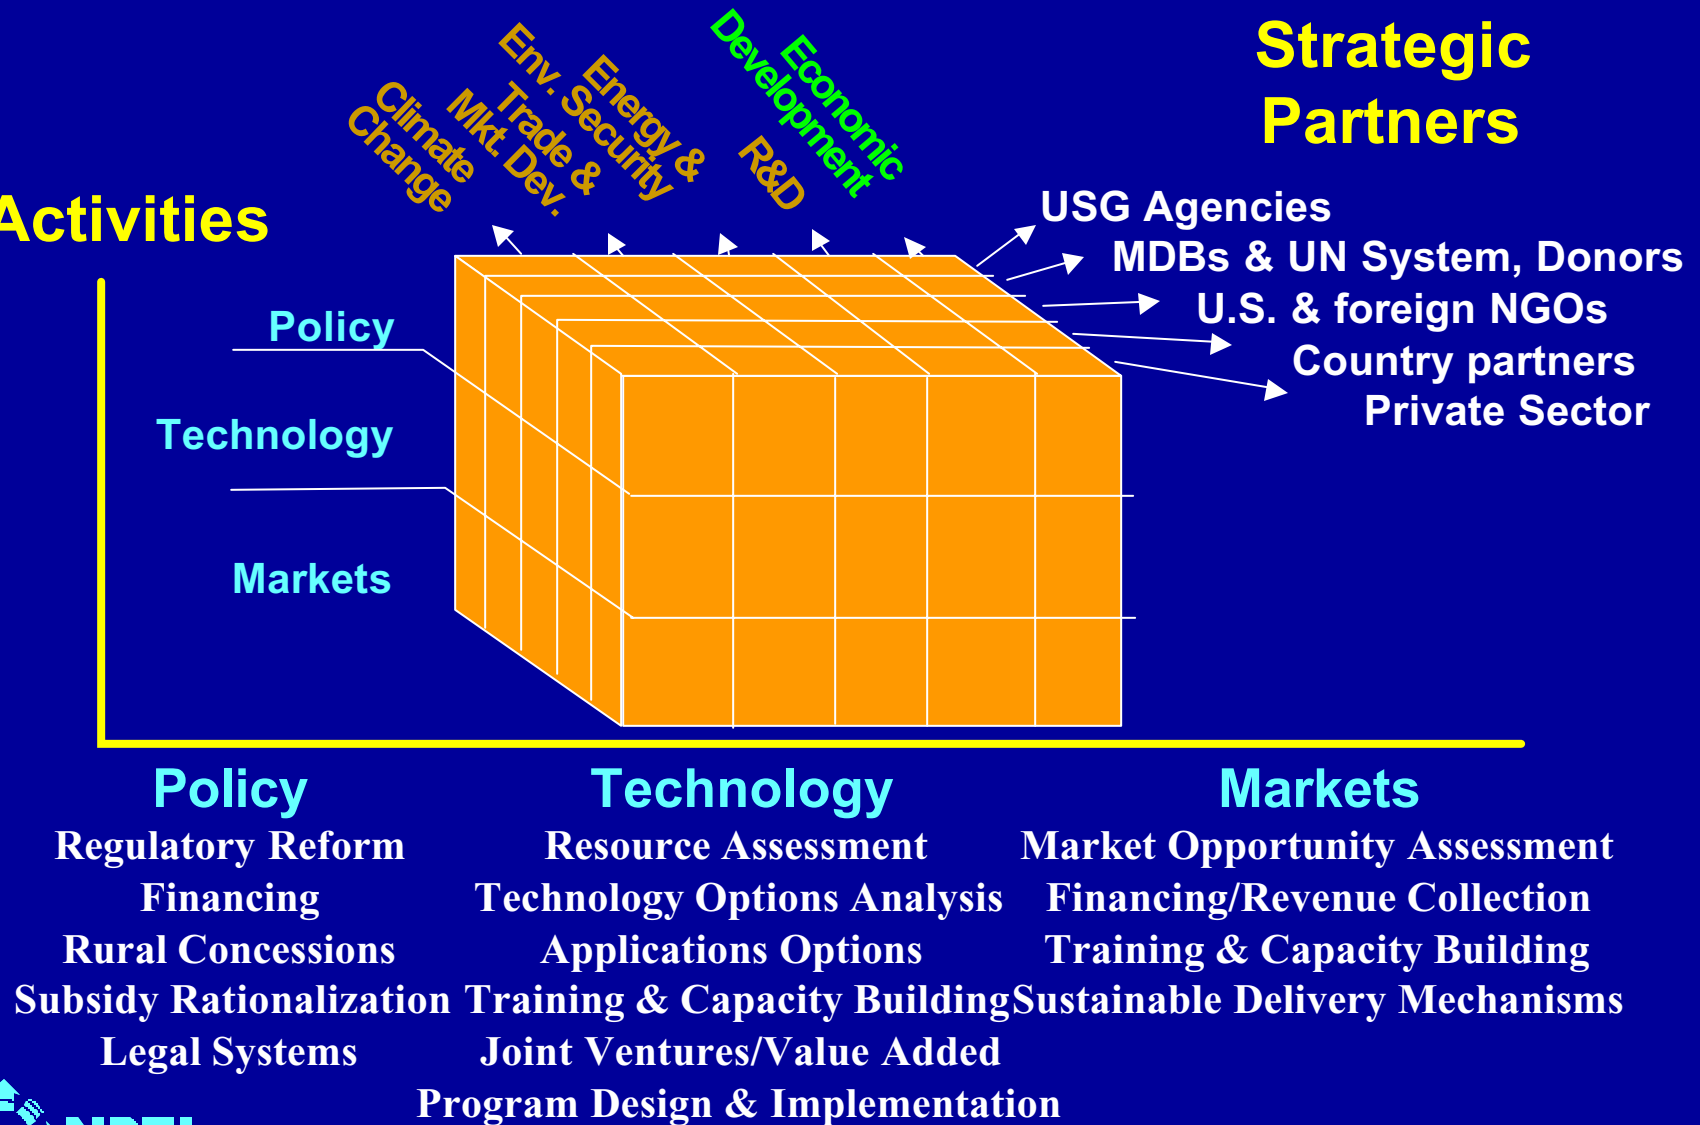 Strategic
Partners
Activities
Climate
Change
Trade &
Mkt. Dev.
Energy &
Env. Security
R&D
Economic
Development
USG Agencies
MDBs & UN System, Donors
U.S. & foreign NGOs
Country partners
Private Sector
Policy
Technology
Markets
Policy
Regulatory Reform
Financing
Rural Concessions
Subsidy Rationalization
Legal Systems
Technology
Resource Assessment
Technology Options Analysis
Applications Options
Training & Capacity Building
Joint Ventures/Value Added
Program Design & Implementation
Markets
Market Opportunity Assessment
Financing/Revenue Collection
Training & Capacity Building
Sustainable Delivery Mechanisms